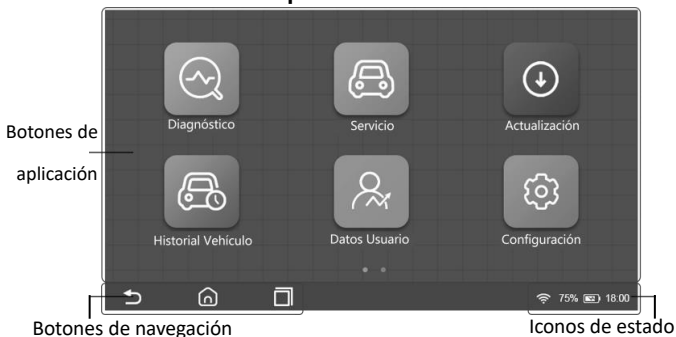 Diagnóstico Servicio Actualización
Botones de
aplicación
Historial Vehículo Datos Usuario Configuración
75% 18:00
Botones de navegación Iconos de estado